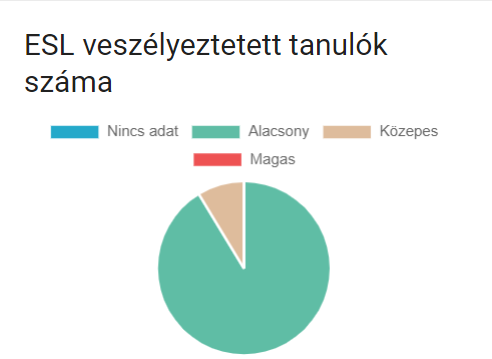 ESL veszélyeztetett tanulók
száma
Nincs adat Alacsony Közepes
Magas